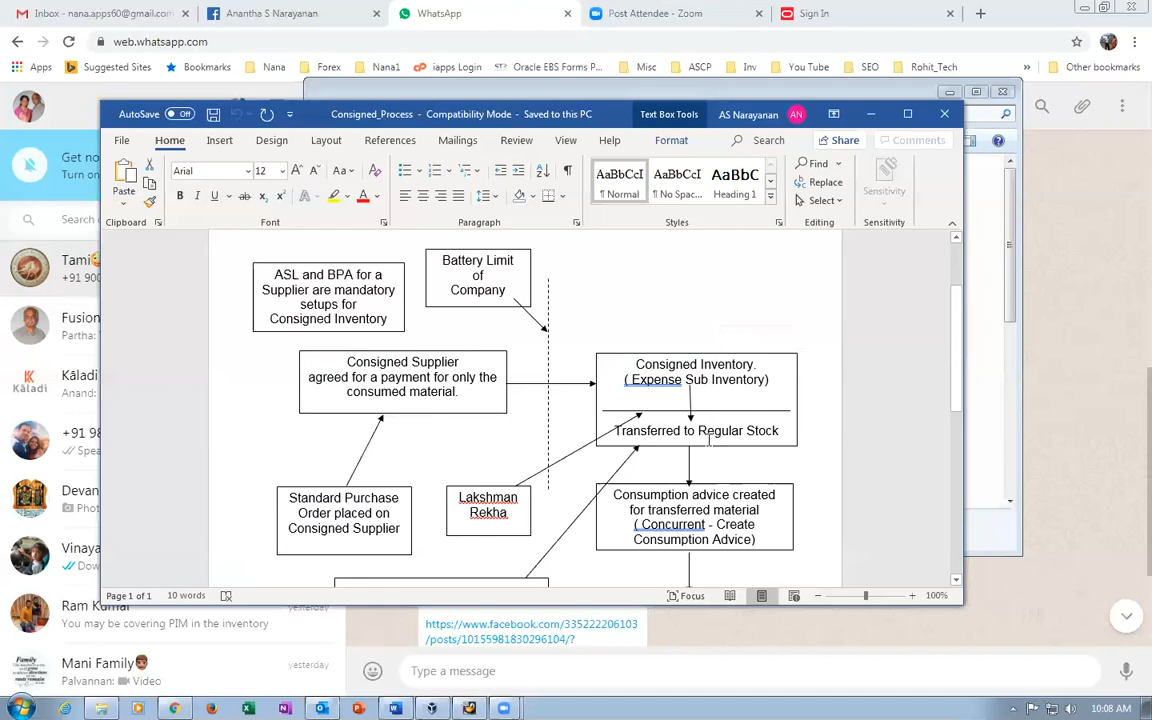 Inbox - nana.apps60@gmail.com
Anantha S Narayanan
WhatsApp
Post Attendee - Zoom
Sign In
web.whatsapp.com
Apps
Suggested Sites
Bookmarks
Nana
Forex
Nana1
iapps Login
Oracle EBS Forms P...
Misc
ASCP
Inv
You Tube
SEO
Rohit_Tech
Other bookmarks
AutoSave
Off
Consigned_Process - Compatibility Mode - Saved to this PC
Text Box Tools
AS Narayanan
AN
File
Home
Insert
Design
Layout
References
Mailings
Review
View
Help
Format
Search
Share
Comments
Paste
Arial
12
Find
Replace
Select
Sensitivity
AaBbCcI
¶ Normal
AaBbCcI
¶ No Spac...
AaBbC
Heading 1
Clipboard
Font
Paragraph
Styles
Editing
Sensitivity
Get no
Turn on
Search
Tami
+91 900
Fusion
Partha:
Kāladi
Kāladi
+91 98
Speal
Devan
Phot
Vinaya
Dow
Ram Kumar
yesterday
You may be covering PIM in the inventory
Mani Family
yesterday
Palvannan: Video
ASL and BPA for a
Supplier are mandatory
setups for
Consigned Inventory
Battery Limit
of
Company
Consigned Supplier
agreed for a payment for only the
consumed material.
Consigned Inventory.
( Expense Sub Inventory)
Transferred to Regular Stock
Standard Purchase
Order placed on
Consigned Supplier
Lakshman
Rekha
Consumption advice created
for transferred material
( Concurrent - Create
Consumption Advice)
Page 1 of 1
10 words
Focus
100%
https://www.facebook.com/335222206103
/posts/10155981830296104/?
Type a message
10:08 AM